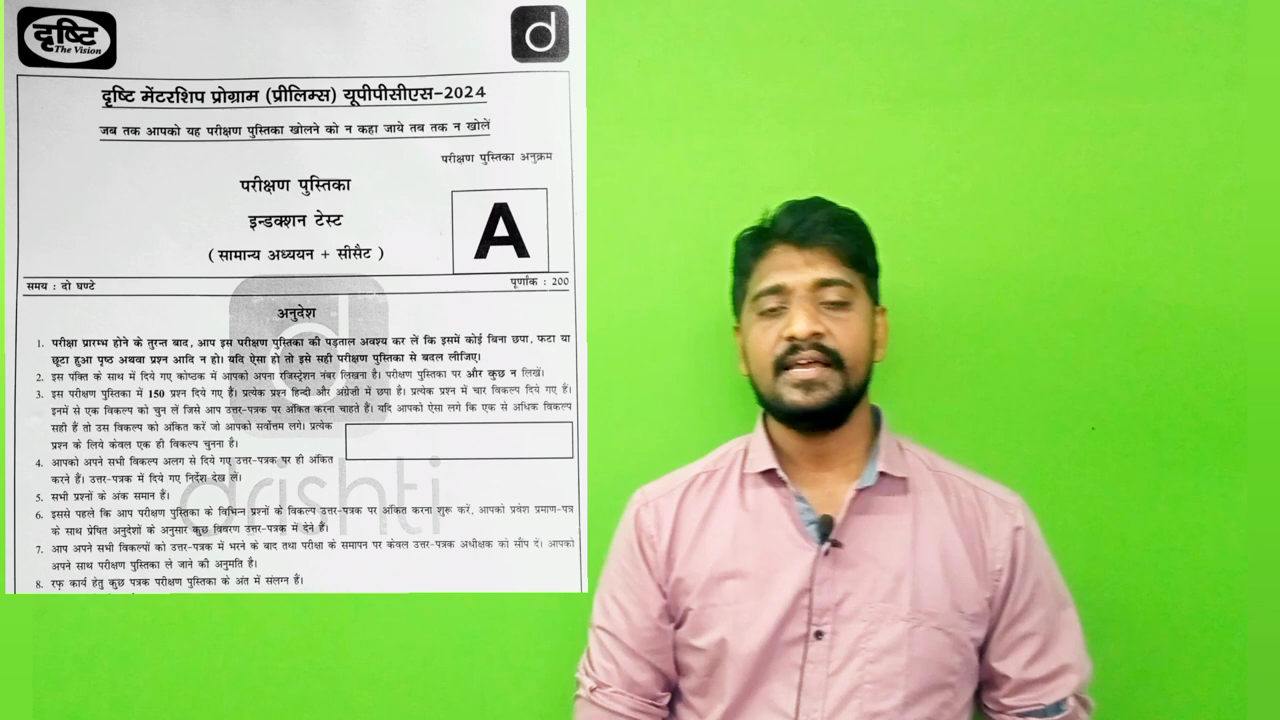 दृष्टि
The Vision
d
दृष्टि मेंटरशिप प्रोग्राम (प्रीलिम्स) यूपीपीसीएस-2024
जब तक आपको यह परीक्षण पुस्तिका खोलने को न कहा जाये तब तक न खोलें
परीक्षण पुस्तिका अनुक्रम
परीक्षण पुस्तिका
इन्डक्शन टेस्ट
A
( सामान्य अध्ययन + सीसैट )
समय : दो घण्टे
पूर्णांक : 200
अनुदेश
1. परीक्षा प्रारम्भ होने के तुरन्त बाद, आप इस परीक्षण पुस्तिका की पड़ताल अवश्य कर लें कि इसमें कोई बिना छपा, फटा या
छूटा हुआ पृष्ठ अथवा प्रश्न आदि न हो। यदि ऐसा हो तो इसे सही परीक्षण पुस्तिका से बदल लीजिए।
2. इस पंक्ति के साथ में दिये गए कोष्ठक में आपको अपना रजिस्ट्रेशन नंबर लिखना है। परीक्षण पुस्तिका पर और कुछ न लिखें।
3. इस परीक्षण पुस्तिका में 150 प्रश्न दिये गए हैं। प्रत्येक प्रश्न हिन्दी और अंग्रेजी में छपा है। प्रत्येक प्रश्न में चार विकल्प दिये गए हैं।
इनमें से एक विकल्प को चुन लें जिसे आप उत्तर-पत्रक पर अंकित करना चाहते हैं। यदि आपको ऐसा लगे कि एक से अधिक विकल्प
सही हैं तो उस विकल्प को अंकित करें जो आपको सर्वोत्तम लगे। प्रत्येक
प्रश्न के लिये केवल एक ही विकल्प चुनना है।
4. आपको अपने सभी विकल्प अलग से दिये गए उत्तर-पत्रक पर ही अंकित
करने हैं। उत्तर-पत्रक में दिये गए निर्देश देख लें।
5. सभी प्रश्नों के अंक समान हैं।
6. इससे पहले कि आप परीक्षण पुस्तिका के विभिन्न प्रश्नों के विकल्प उत्तर-पत्रक पर अंकित करना शुरू करें, आपको प्रवेश प्रमाण-पत्र
के साथ प्रेषित अनुदेशों के अनुसार कुछ विवरण उत्तर-पत्रक में देने हैं।
7. आप अपने सभी विकल्पों को उत्तर-पत्रक में भरने के बाद तथा परीक्षा के समापन पर केवल उत्तर-पत्रक अधीक्षक को सौंप दें। आपको
अपने साथ परीक्षण पुस्तिका ले जाने की अनुमति है।
8. रफ़ कार्य हेतु कुछ पत्रक परीक्षण पुस्तिका के अंत में संलग्न हैं।
drishti